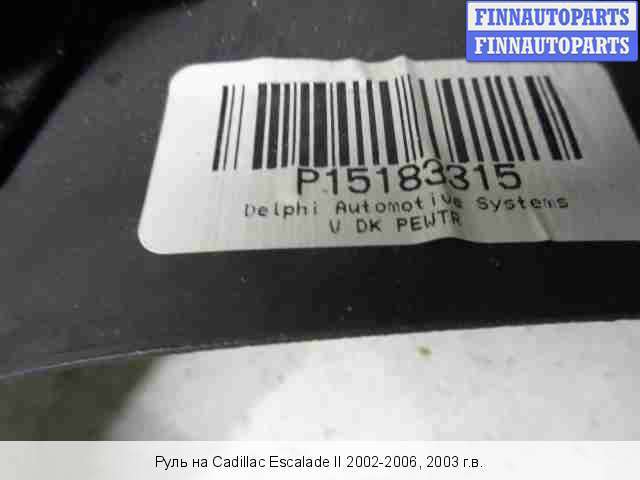 FINNAUTOPARTS
FINNAUTOPARTS
P15183315
Delphi Automotive Systems
V DK PEWTR
Руль на Cadillac Escalade II 2002-2006, 2003 г.в.